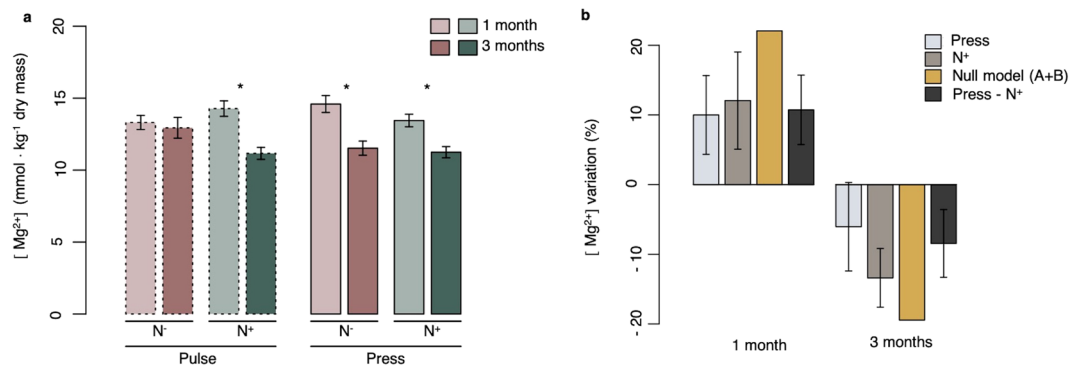 a
[ Mg²⁺] (mmol · kg⁻¹ dry mass)
20
15
10
5
0
1 month
3 months
*
*
*
N⁻
N⁺
N⁻
N⁺
Pulse
Press
b
[ Mg²⁺] variation (%)
20
10
0
- 10
- 20
Press
N⁺
Null model (A+B)
Press - N⁺
1 month
3 months